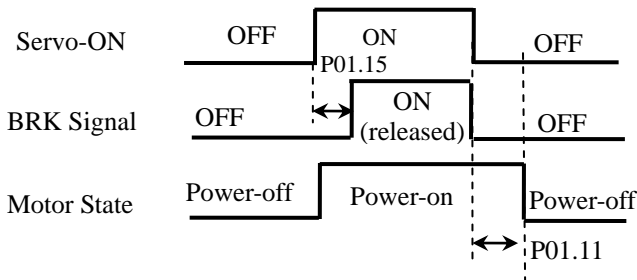 Servo-ON OFF ON OFF
P01.15
BRK Signal OFF ON (released) OFF
Motor State Power-off Power-on Power-off
P01.11